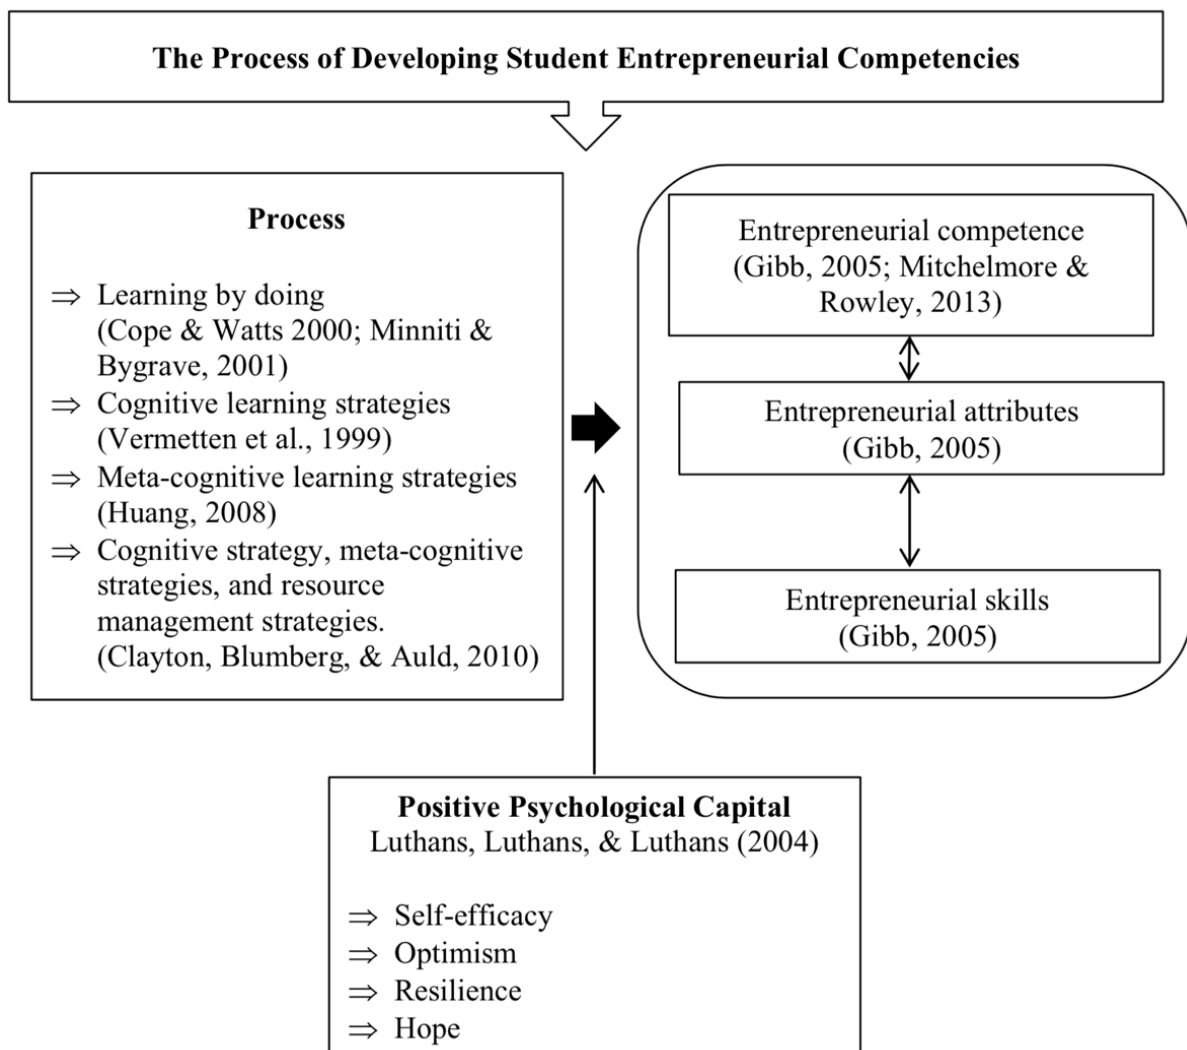 The Process of Developing Student Entrepreneurial Competencies
Process
⇒ Learning by doing
(Cope & Watts 2000; Minniti &
Bygrave, 2001)
⇒ Cognitive learning strategies
(Vermetten et al., 1999)
⇒ Meta-cognitive learning strategies
(Huang, 2008)
⇒ Cognitive strategy, meta-cognitive
strategies, and resource
management strategies.
(Clayton, Blumberg, & Auld, 2010)
Entrepreneurial competence
(Gibb, 2005; Mitchelmore &
Rowley, 2013)
Entrepreneurial attributes
(Gibb, 2005)
Entrepreneurial skills
(Gibb, 2005)
Positive Psychological Capital
Luthans, Luthans, & Luthans (2004)
⇒ Self-efficacy
⇒ Optimism
⇒ Resilience
⇒ Hope